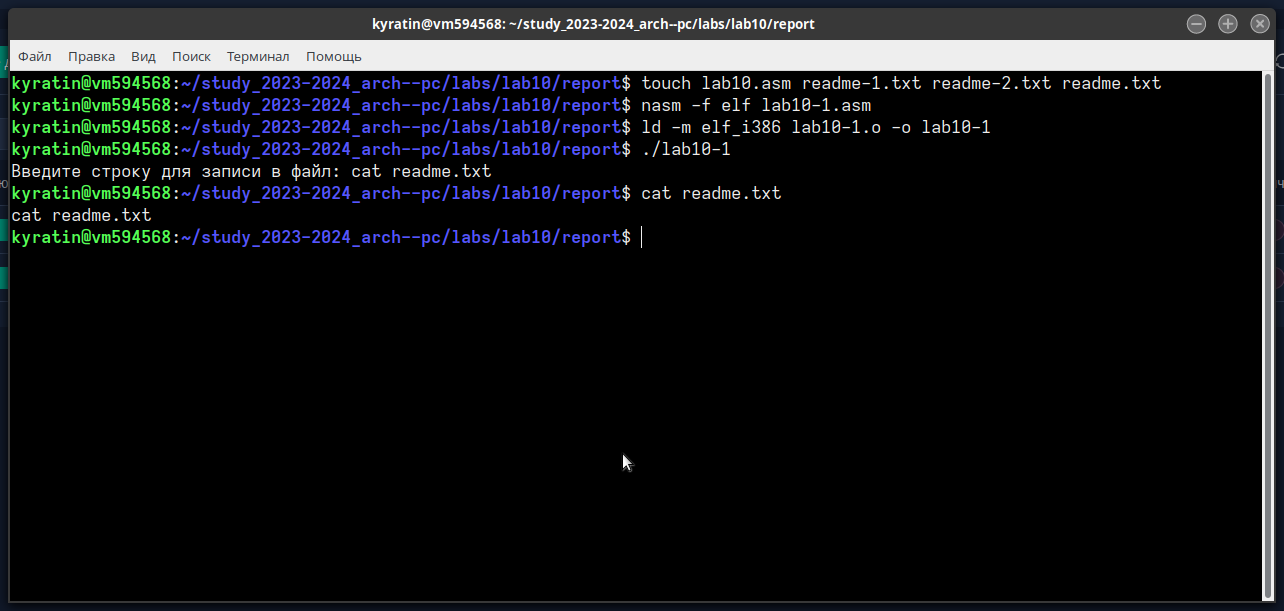 kyratin@vm594568: ~/study_2023-2024_arch--pc/labs/lab10/report
Файл Правка Вид Поиск Терминал Помощь
kyratin@vm594568:~/study_2023-2024_arch--pc/labs/lab10/report$ touch lab10.asm readme-1.txt readme-2.txt readme.txt
kyratin@vm594568:~/study_2023-2024_arch--pc/labs/lab10/report$ nasm -f elf lab10-1.asm
kyratin@vm594568:~/study_2023-2024_arch--pc/labs/lab10/report$ ld -m elf_i386 lab10-1.o -o lab10-1
kyratin@vm594568:~/study_2023-2024_arch--pc/labs/lab10/report$ ./lab10-1
Введите строку для записи в файл: cat readme.txt
kyratin@vm594568:~/study_2023-2024_arch--pc/labs/lab10/report$ cat readme.txt
cat readme.txt
kyratin@vm594568:~/study_2023-2024_arch--pc/labs/lab10/report$